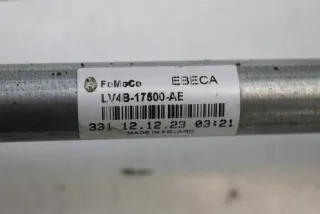 FoMoCo EBECA
LV4B-17500-AE
331 12.12.23 03:21
MADE IN POLAND